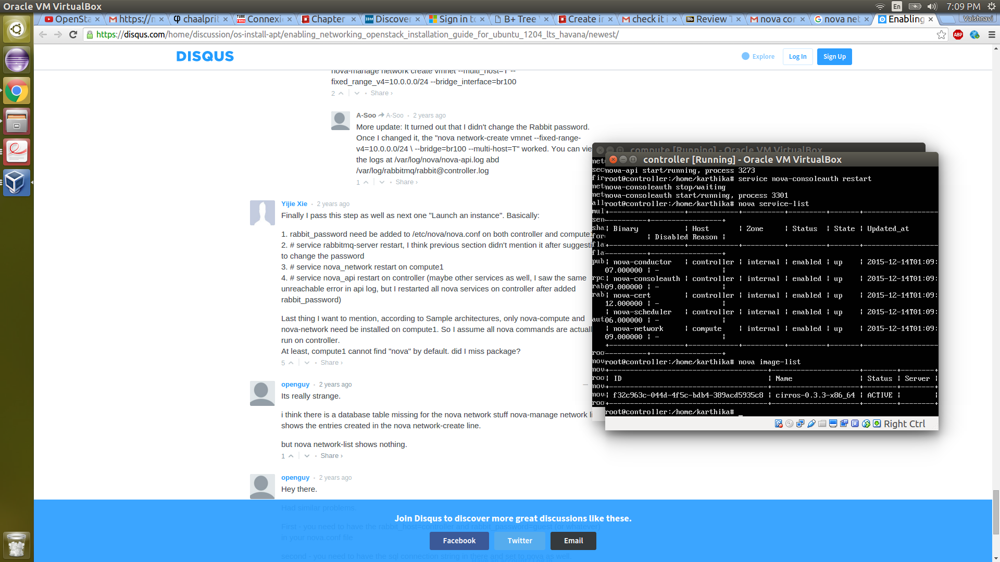 Oracle VM VirtualBox
En
7:09 PM
OpenSta
https://m
chaalprit
Connexi
Chapter
Discover
Sign in to
B+ Tree
Create in
check it i
Review T
nova cor
nova net
Enabling
Vaishnavi
https://disqus.com/home/discussion/os-install-apt/enabling_networking_openstack_installation_guide_for_ubuntu_1204_lts_havana/newest/
ABP
DISQUS
Explore
Log In
Sign Up
nova-manage network create vmnet --multi_host=T --
fixed_range_v4=10.0.0.0/24 --bridge_interface=br100
2 Share ›
A-Soo A-Soo • 2 years ago
More update: It turned out that I didn't change the Rabbit password.
Once I changed it, the "nova network-create vmnet --fixed-range-
v4=10.0.0.0/24 \ --bridge=br100 --multi-host=T" worked. You can vie
the logs at /var/log/nova/nova-api.log abd
/var/log/rabbitmq/rabbit@controller.log
1 • Share ›
Yijie Xie • 2 years ago
Finally I pass this step as well as next one "Launch an instance". Basically:
1. rabbit_password need be added to /etc/nova/nova.conf on both controller and compute
2. # service rabbitmq-server restart, I think previous section didn't mention it after suggesti
to change the password
3. # service nova_network restart on compute1
4. # service nova_api restart on controller (maybe other services as well, I saw the same
unreachable error in api log, but I restarted all nova services on controller after added
rabbit_password)
Last thing I want to mention, according to Sample architectures, only nova-compute and
nova-network need be installed on compute1. So I assume all nova commands are actuall
run on controller.
At least, compute1 cannot find "nova" by default. did I miss package?
5 • Share ›
openguy • 2 years ago
Its really strange.
i think there is a database table missing for the nova network stuff nova-manage network li
shows the entries created in the nova network-create line.
but nova network-list shows nothing.
1 • Share ›
openguy • 2 years ago
Hey there.
Had similar problems.
First - you need to have the rabbit_host=controller and rabbit_password=guest (or whatever)
in your nova.conf file
second - you need to have the sql connection string in there and set to nova as well
Join Disqus to discover more great discussions like these.
Facebook
Twitter
Email
compute [Running] - Oracle VM VirtualBox
controller [Running] - Oracle VM VirtualBox
nova-api start/running, process 3273
root@controller:/home/karthika# service nova-consoleauth restart
nova-consoleauth stop/waiting
nova-consoleauth start/running, process 3301
root@controller:/home/karthika# nova service-list
| Binary | Host | Zone | Status | State | Updated_at
| Disabled Reason |
| nova-conductor | controller | internal | enabled | up | 2015-12-14T01:09:
07.000000 | - |
| nova-consoleauth | controller | internal | enabled | up | 2015-12-14T01:09:
09.000000 | - |
| nova-cert | controller | internal | enabled | up | 2015-12-14T01:09:
12.000000 | - |
| nova-scheduler | controller | internal | enabled | up | 2015-12-14T01:09:
06.000000 | - |
| nova-network | compute | internal | enabled | up | 2015-12-14T01:09:
09.000000 | - |
root@controller:/home/karthika# nova image-list
| ID | Name | Status | Server |
| f32c963c-044d-4f5c-bdb4-389acd5935c8 | cirros-0.3.3-x86_64 | ACTIVE | |
root@controller:/home/karthika# _
Right Ctrl